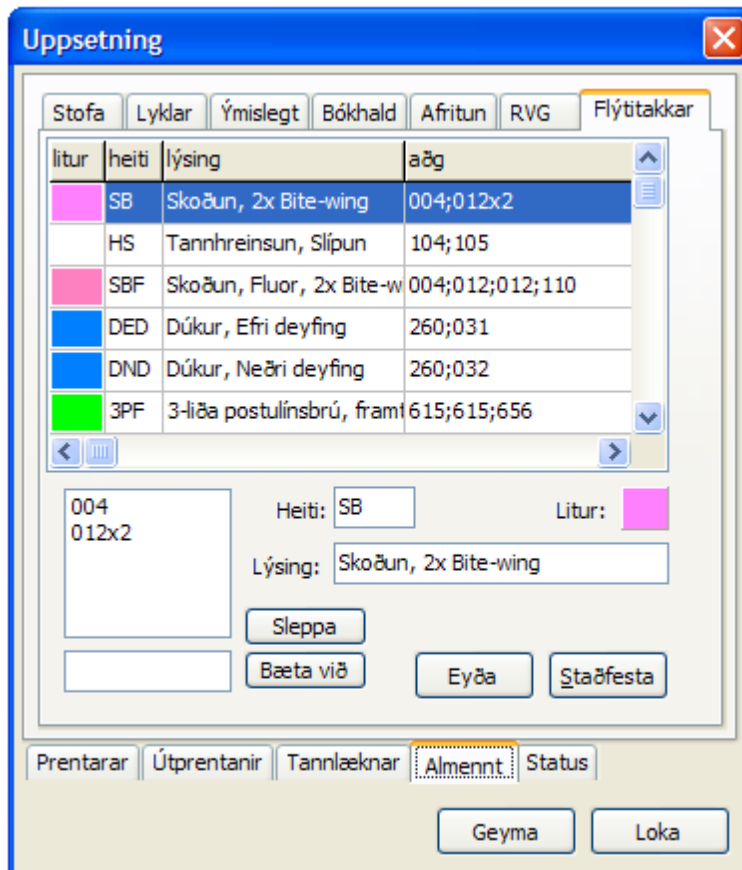 Uppsetning
Stofa Lyklar Ýmislegt Bókhald Afritun RVG Flýtitakkar
litur heiti lýsing aðg
SB Skoðun, 2x Bite-wing 004;012x2
HS Tannhreinsun, Slípun 104;105
SBF Skoðun, Fluor, 2x Bite-w 004;012;012;110
DED Dúkur, Efri deyfing 260;031
DND Dúkur, Neðri deyfing 260;032
3PF 3-liða postulínsbrú, framt 615;615;656
004
012x2
Heiti: SB Litur:
Lýsing: Skoðun, 2x Bite-wing
Sleppa
Bæta við Eyða Staðfesta
Prentarar Útprentanir Tannlæknar Almennt Status
Geyma Loka